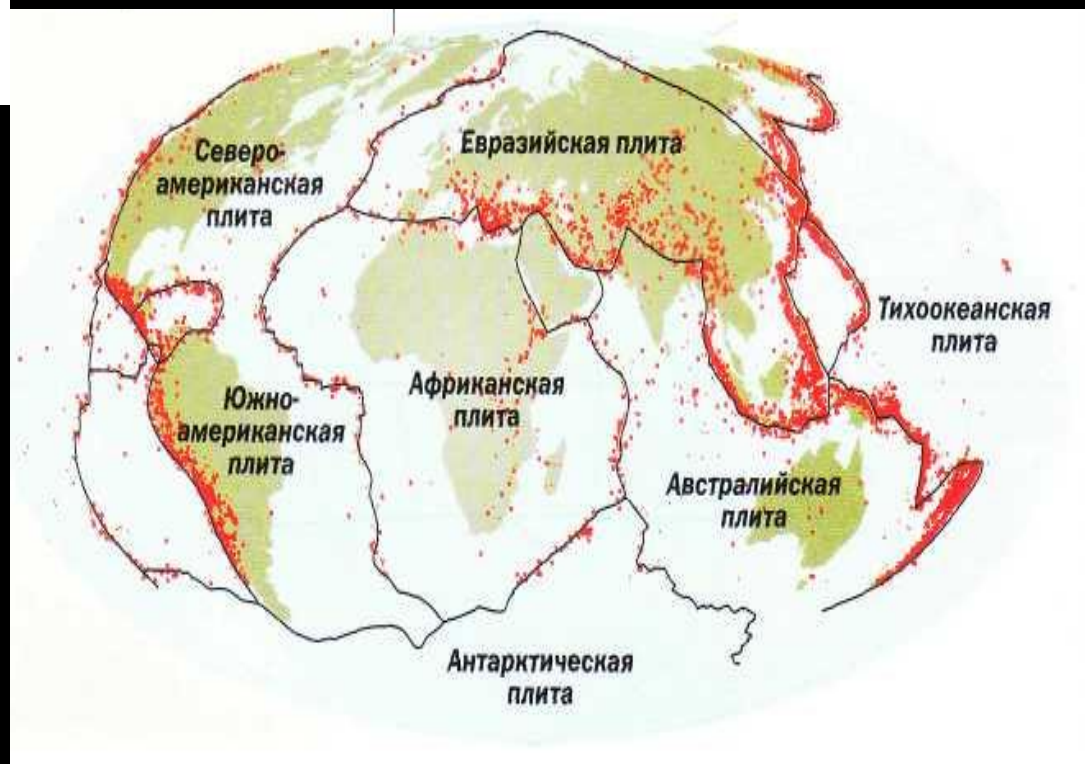 Северо-
американская
плита
Евразийская плита
Тихоокеанская
плита
Африканская
плита
Южно-
американская
плита
Австралийская
плита
Антарктическая
плита